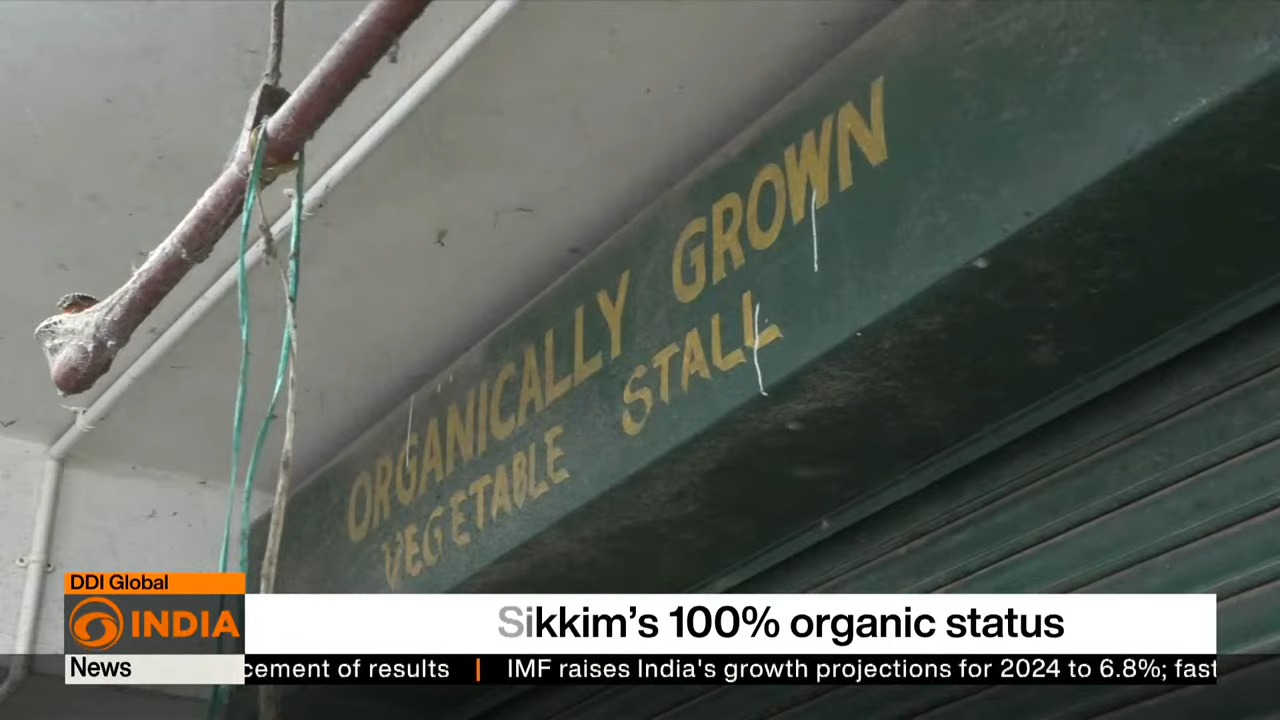 ORGANICALLY GROWN
VEGETABLE STALL
DDI Global
INDIA
News
Sikkim’s 100% organic status
cement of results | IMF raises India's growth projections for 2024 to 6.8%; fast